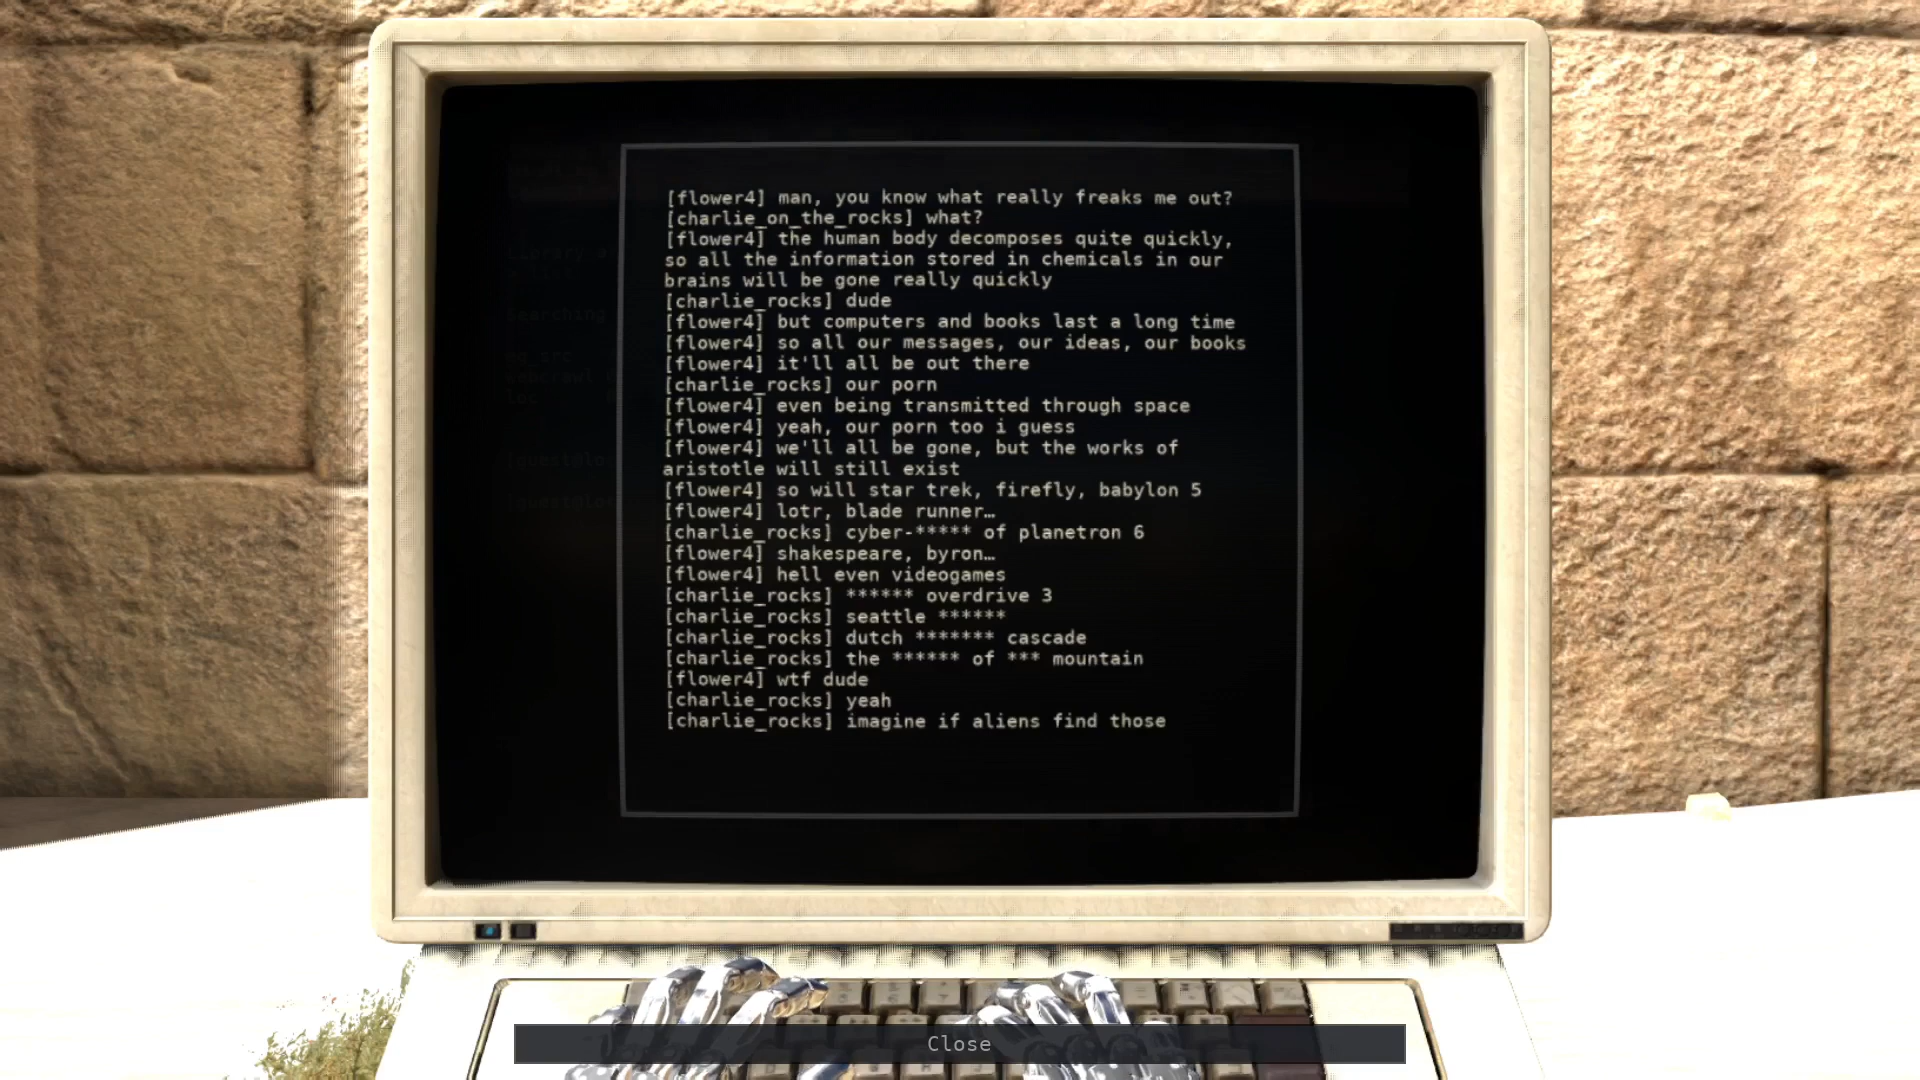 [flower4] man, you know what really freaks me out?
[charlie_on_the_rocks] what?
[flower4] the human body decomposes quite quickly,
so all the information stored in chemicals in our
brains will be gone really quickly
[charlie_rocks] dude
[flower4] but computers and books last a long time
[flower4] so all our messages, our ideas, our books
[flower4] it'll all be out there
[charlie_rocks] our porn
[flower4] even being transmitted through space
[flower4] yeah, our porn too i guess
[flower4] we'll all be gone, but the works of
aristotle will still exist
[flower4] so will star trek, firefly, babylon 5
[flower4] lotr, blade runner…
[charlie_rocks] cyber-***** of planetron 6
[flower4] shakespeare, byron…
[flower4] hell even videogames
[charlie_rocks] ****** overdrive 3
[charlie_rocks] seattle ******
[charlie_rocks] dutch ******* cascade
[charlie_rocks] the ****** of *** mountain
[flower4] wtf dude
[charlie_rocks] yeah
[charlie_rocks] imagine if aliens find those
Close